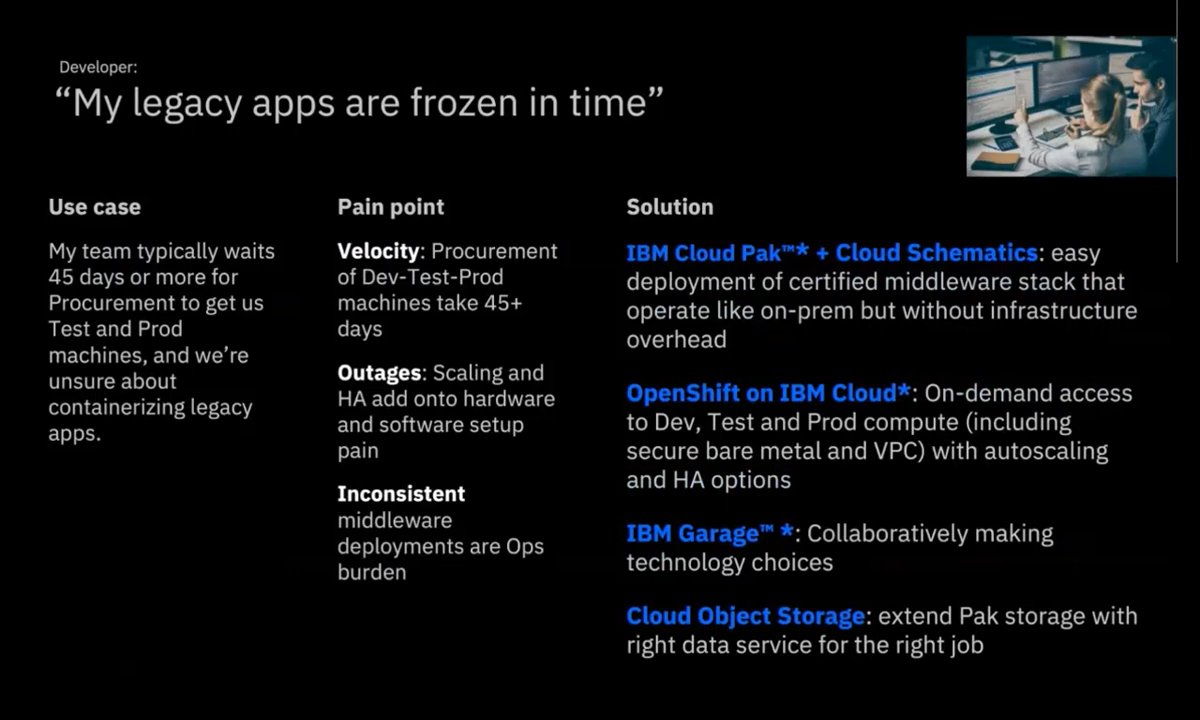 Developer:
“My legacy apps are frozen in time”
Use case
My team typically waits
45 days or more for
Procurement to get us
Test and Prod
machines, and we’re
unsure about
containerizing legacy
apps.
Pain point
Velocity: Procurement
of Dev-Test-Prod
machines take 45+
days
Outages: Scaling and
HA add onto hardware
and software setup
pain
Inconsistent
middleware
deployments are Ops
burden
Solution
IBM Cloud Pak™* + Cloud Schematics: easy
deployment of certified middleware stack that
operate like on-prem but without infrastructure
overhead
OpenShift on IBM Cloud*: On-demand access
to Dev, Test and Prod compute (including
secure bare metal and VPC) with autoscaling
and HA options
IBM Garage™ *: Collaboratively making
technology choices
Cloud Object Storage: extend Pak storage with
right data service for the right job